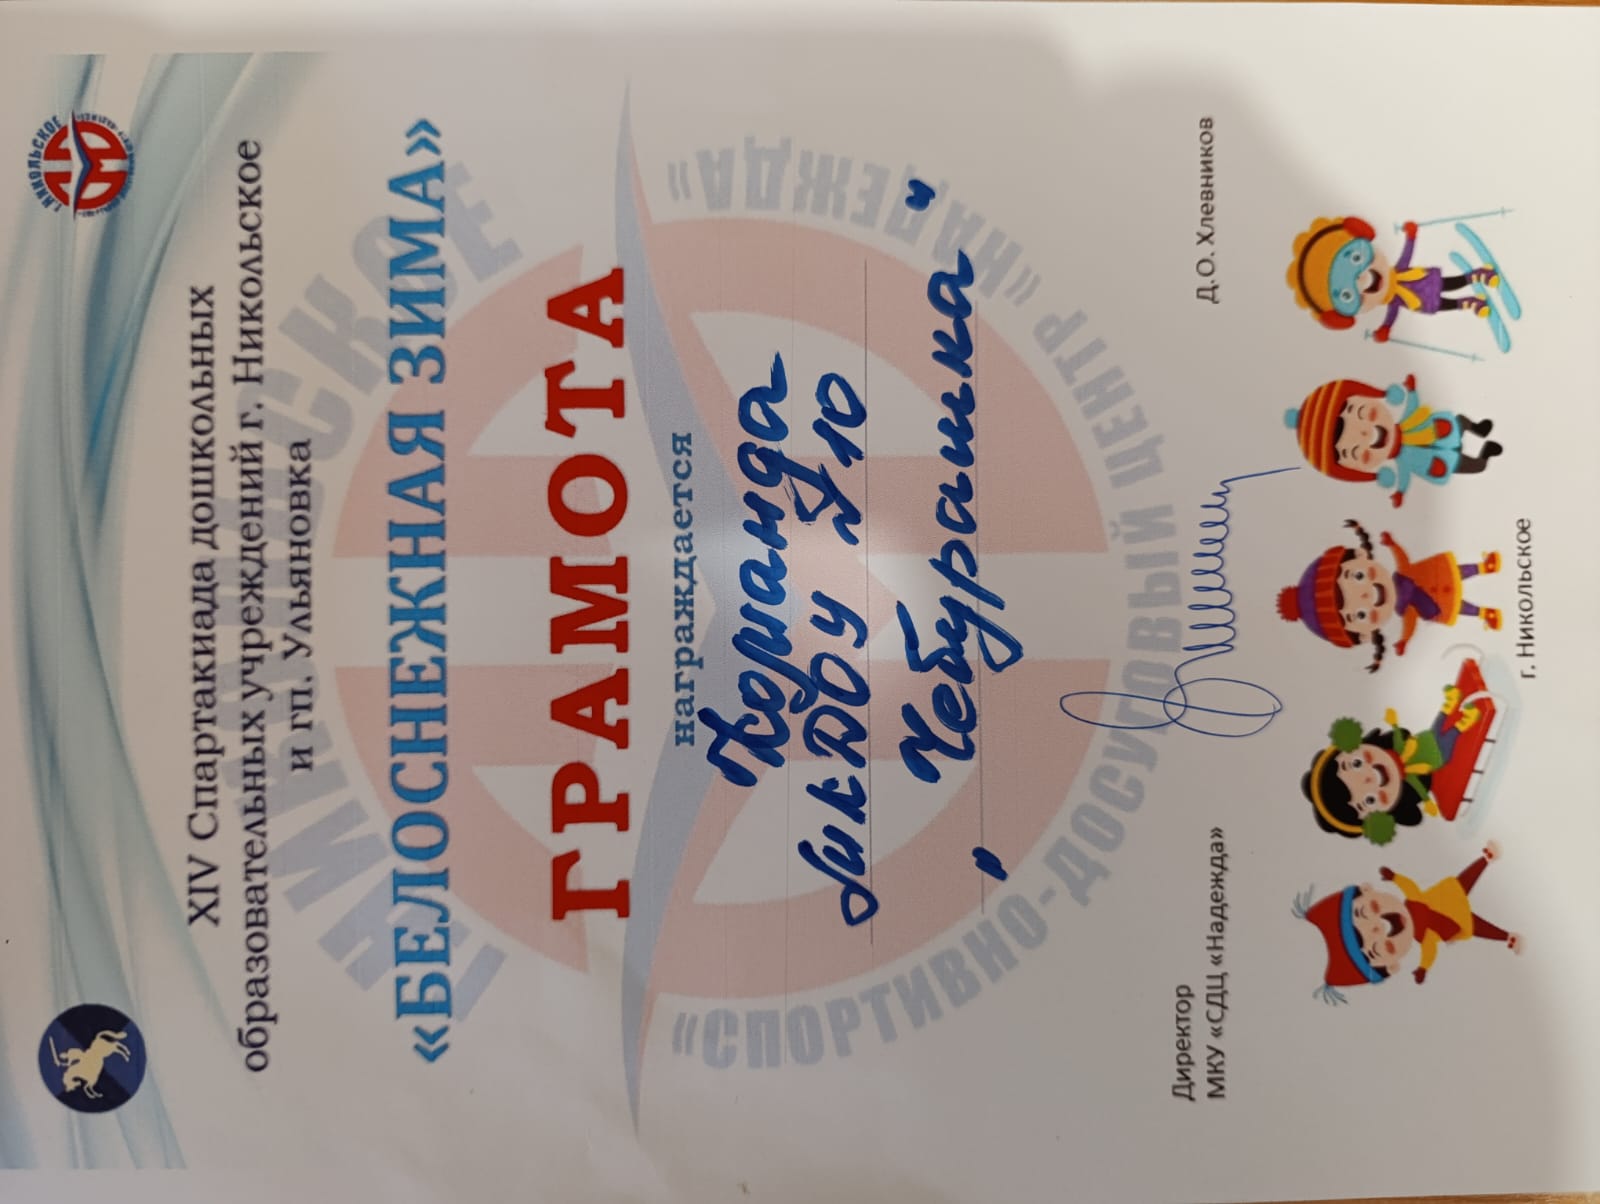 г. НИКОЛЬСКОЕ
XIV Спартакиада дошкольных
образовательных учреждений г. Никольское
и гп. Ульяновка
«БЕЛОСНЕЖНАЯ ЗИМА»
ГРАМОТА
награждается
Команда
МКДОУ №10
"Чебурашка"
"СПОРТИВНО-ДОСУГОВЫЙ ЦЕНТР "НАДЕЖДА"
Директор
МКУ «СДЦ «Надежда»
Д.О. Хлевников
г. Никольское